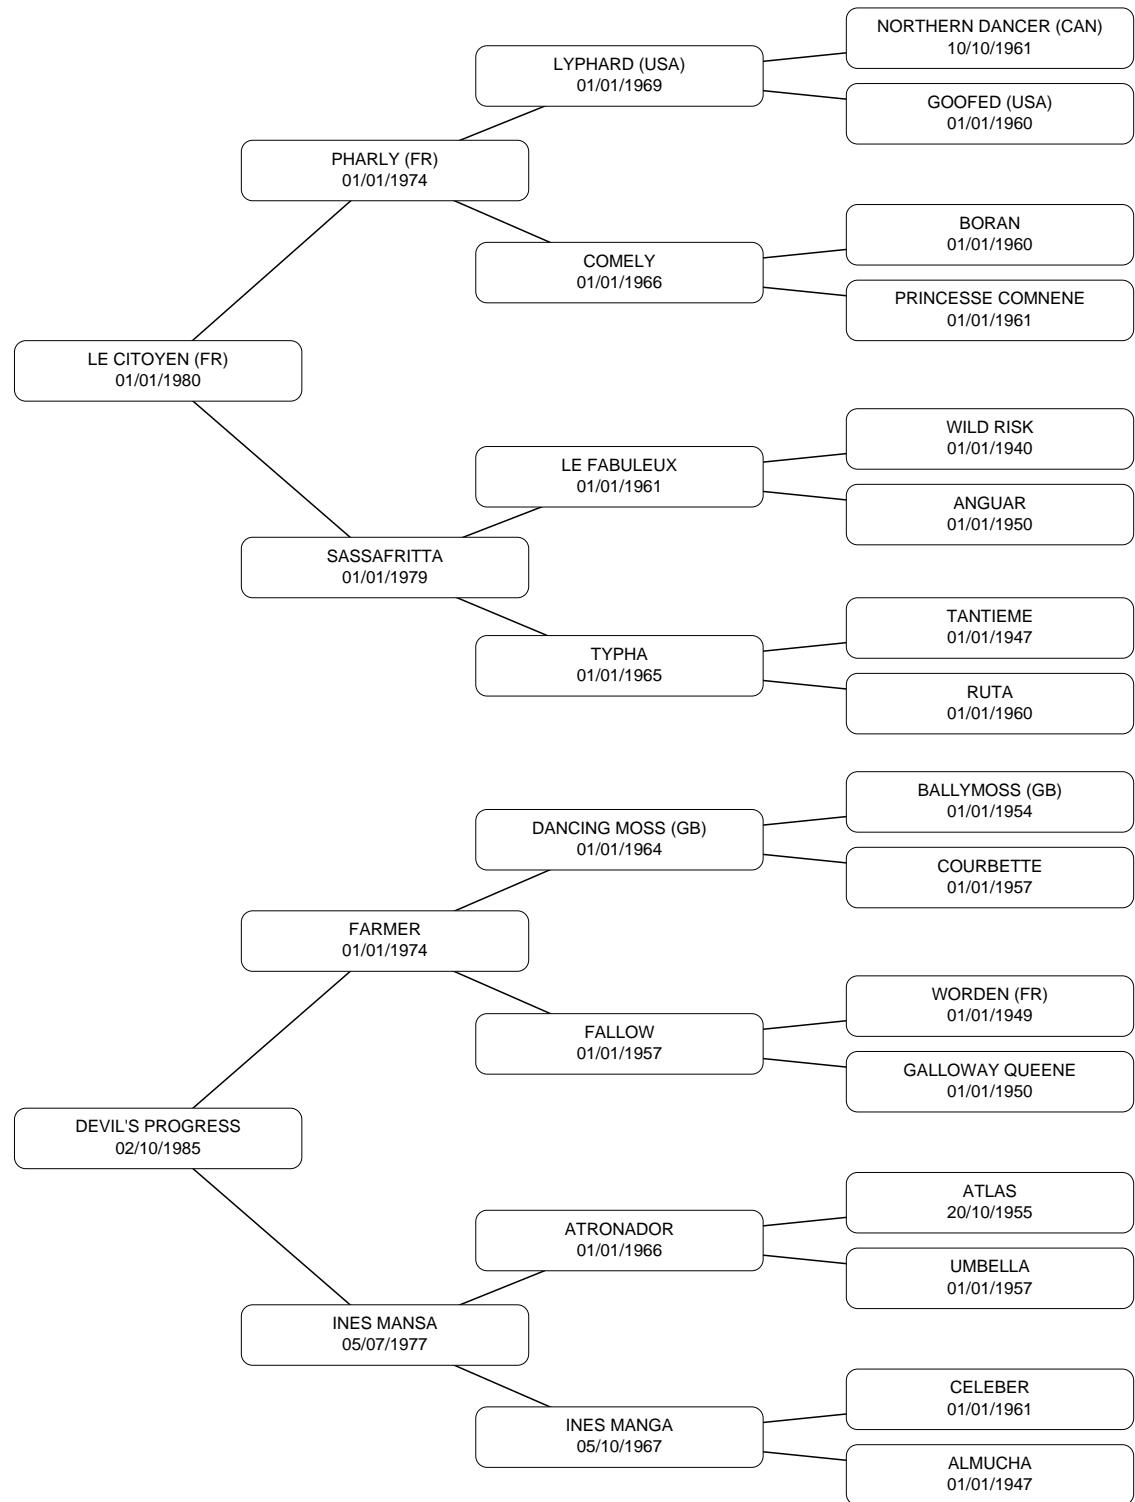 NORTHERN DANCER (CAN)
10/10/1961
LYPHARD (USA)
01/01/1969
GOOFED (USA)
01/01/1960
PHARLY (FR)
01/01/1974
BORAN
01/01/1960
COMELY
01/01/1966
PRINCESSE COMNENE
01/01/1961
LE CITOYEN (FR)
01/01/1980
WILD RISK
01/01/1940
LE FABULEUX
01/01/1961
ANGUAR
01/01/1950
SASSAFRITTA
01/01/1979
TANTIEME
01/01/1947
TYPHA
01/01/1965
RUTA
01/01/1960
BALLYMOSS (GB)
01/01/1954
DANCING MOSS (GB)
01/01/1964
COURBETTE
01/01/1957
FARMER
01/01/1974
WORDEN (FR)
01/01/1949
FALLOW
01/01/1957
GALLOWAY QUEENE
01/01/1950
DEVIL'S PROGRESS
02/10/1985
ATLAS
20/10/1955
ATRONADOR
01/01/1966
UMBELLA
01/01/1957
INES MANSA
05/07/1977
CELEBER
01/01/1961
INES MANGA
05/10/1967
ALMUCHA
01/01/1947